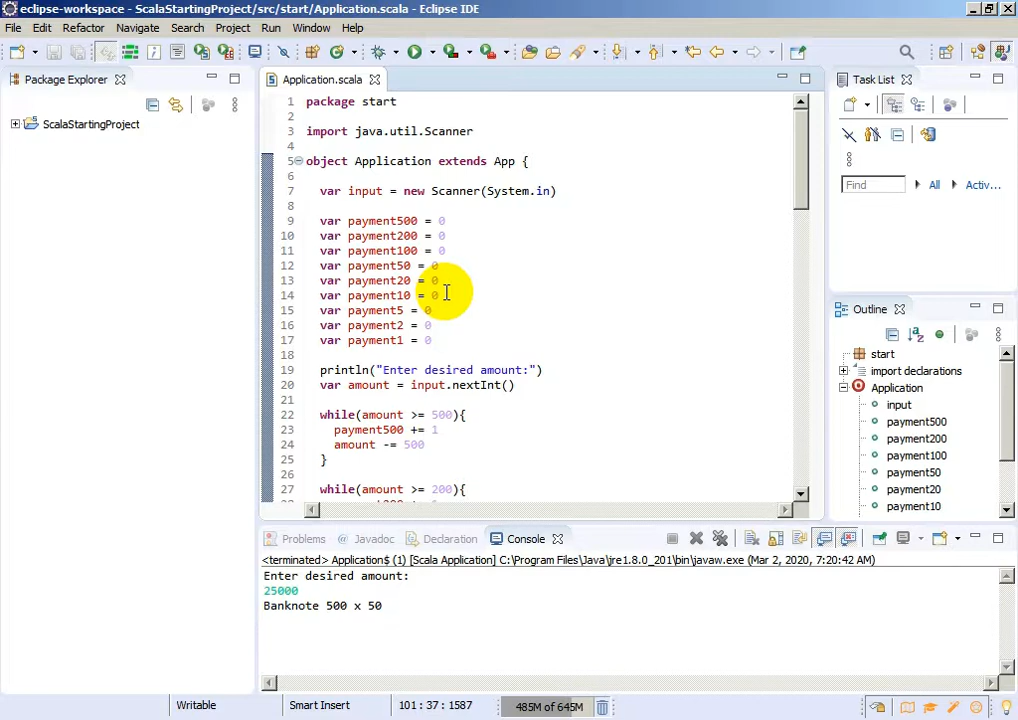 eclipse-workspace - ScalaStartingProject/src/start/Application.scala - Eclipse IDE
File Edit Refactor Navigate Search Project Run Window Help
Package Explorer
ScalaStartingProject
Application.scala
1 package start
2
3 import java.util.Scanner
4
5 object Application extends App {
6
7 var input = new Scanner(System.in)
8
9 var payment500 = 0
10 var payment200 = 0
11 var payment100 = 0
12 var payment50 = 0
13 var payment20 = 0
14 var payment10 = 0
15 var payment5 = 0
16 var payment2 = 0
17 var payment1 = 0
18
19 println("Enter desired amount:")
20 var amount = input.nextInt()
21
22 while(amount >= 500){
23 payment500 += 1
24 amount -= 500
25 }
26
27 while(amount >= 200){
Task List
Find All Activ...
Outline
start
import declarations
Application
input
payment500
payment200
payment100
payment50
payment20
payment10
Problems Javadoc Declaration Console
<terminated> Application$ (1) [Scala Application] C:\Program Files\Java\jre1.8.0_201\bin\javaw.exe (Mar 2, 2020, 7:20:42 AM)
Enter desired amount:
25000
Banknote 500 x 50
Writable Smart Insert 101 : 37 : 1587 485M of 645M